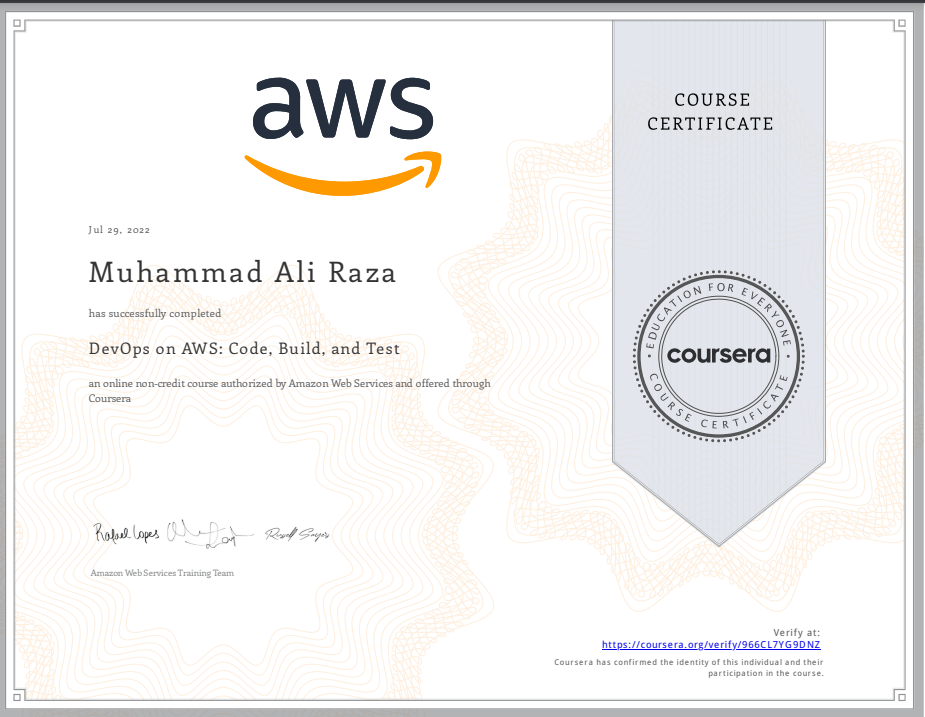 aws
COURSE
CERTIFICATE
Jul 29, 2022
Muhammad Ali Raza
has successfully completed
DevOps on AWS: Code, Build, and Test
an online non-credit course authorized by Amazon Web Services and offered through
Coursera
EDUCATION FOR EVERYONE
coursera
COURSE CERTIFICATE
Rafael Lopes
Russell Sayers
Amazon Web Services Training Team
Verify at:
https://coursera.org/verify/966CL7YG9DNZ
Coursera has confirmed the identity of this individual and their
participation in the course.